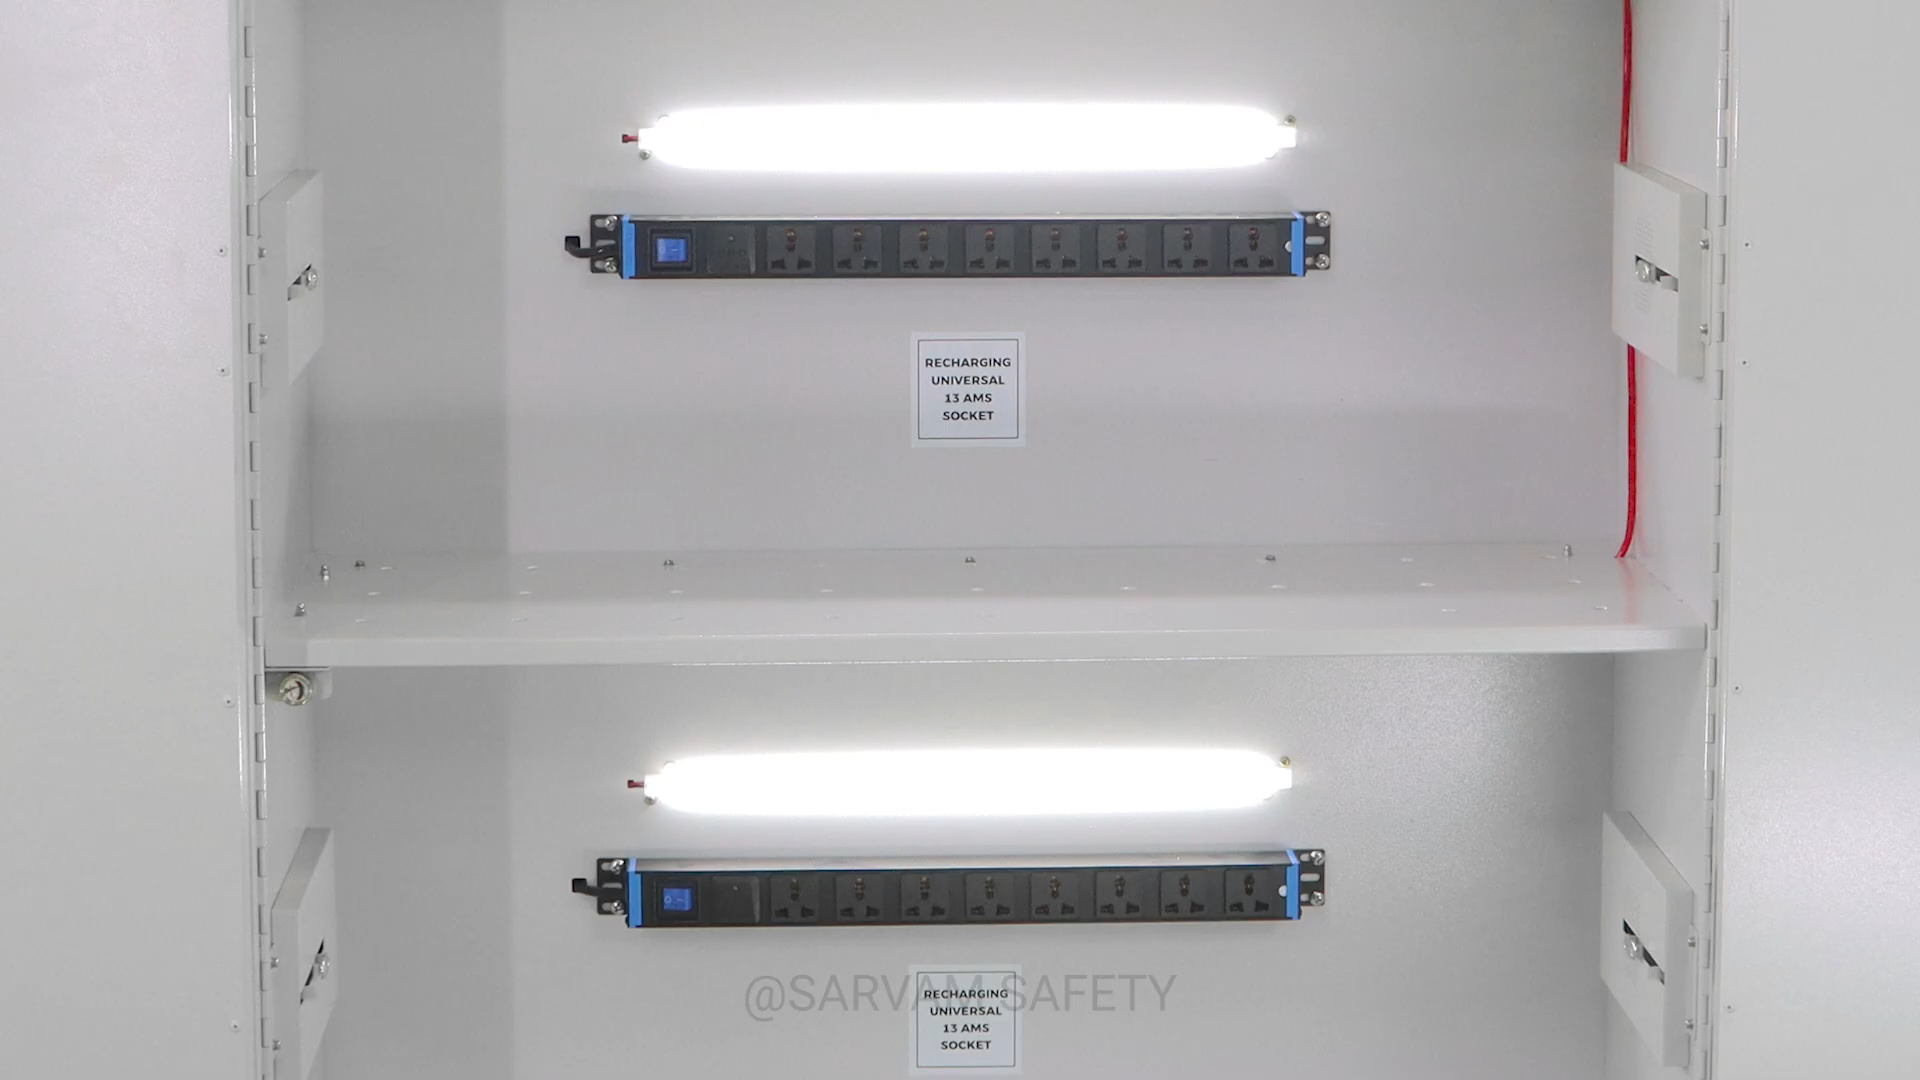 RECHARGING
UNIVERSAL
13 AMS
SOCKET
@SARVAM SAFETY
RECHARGING
UNIVERSAL
13 AMS
SOCKET